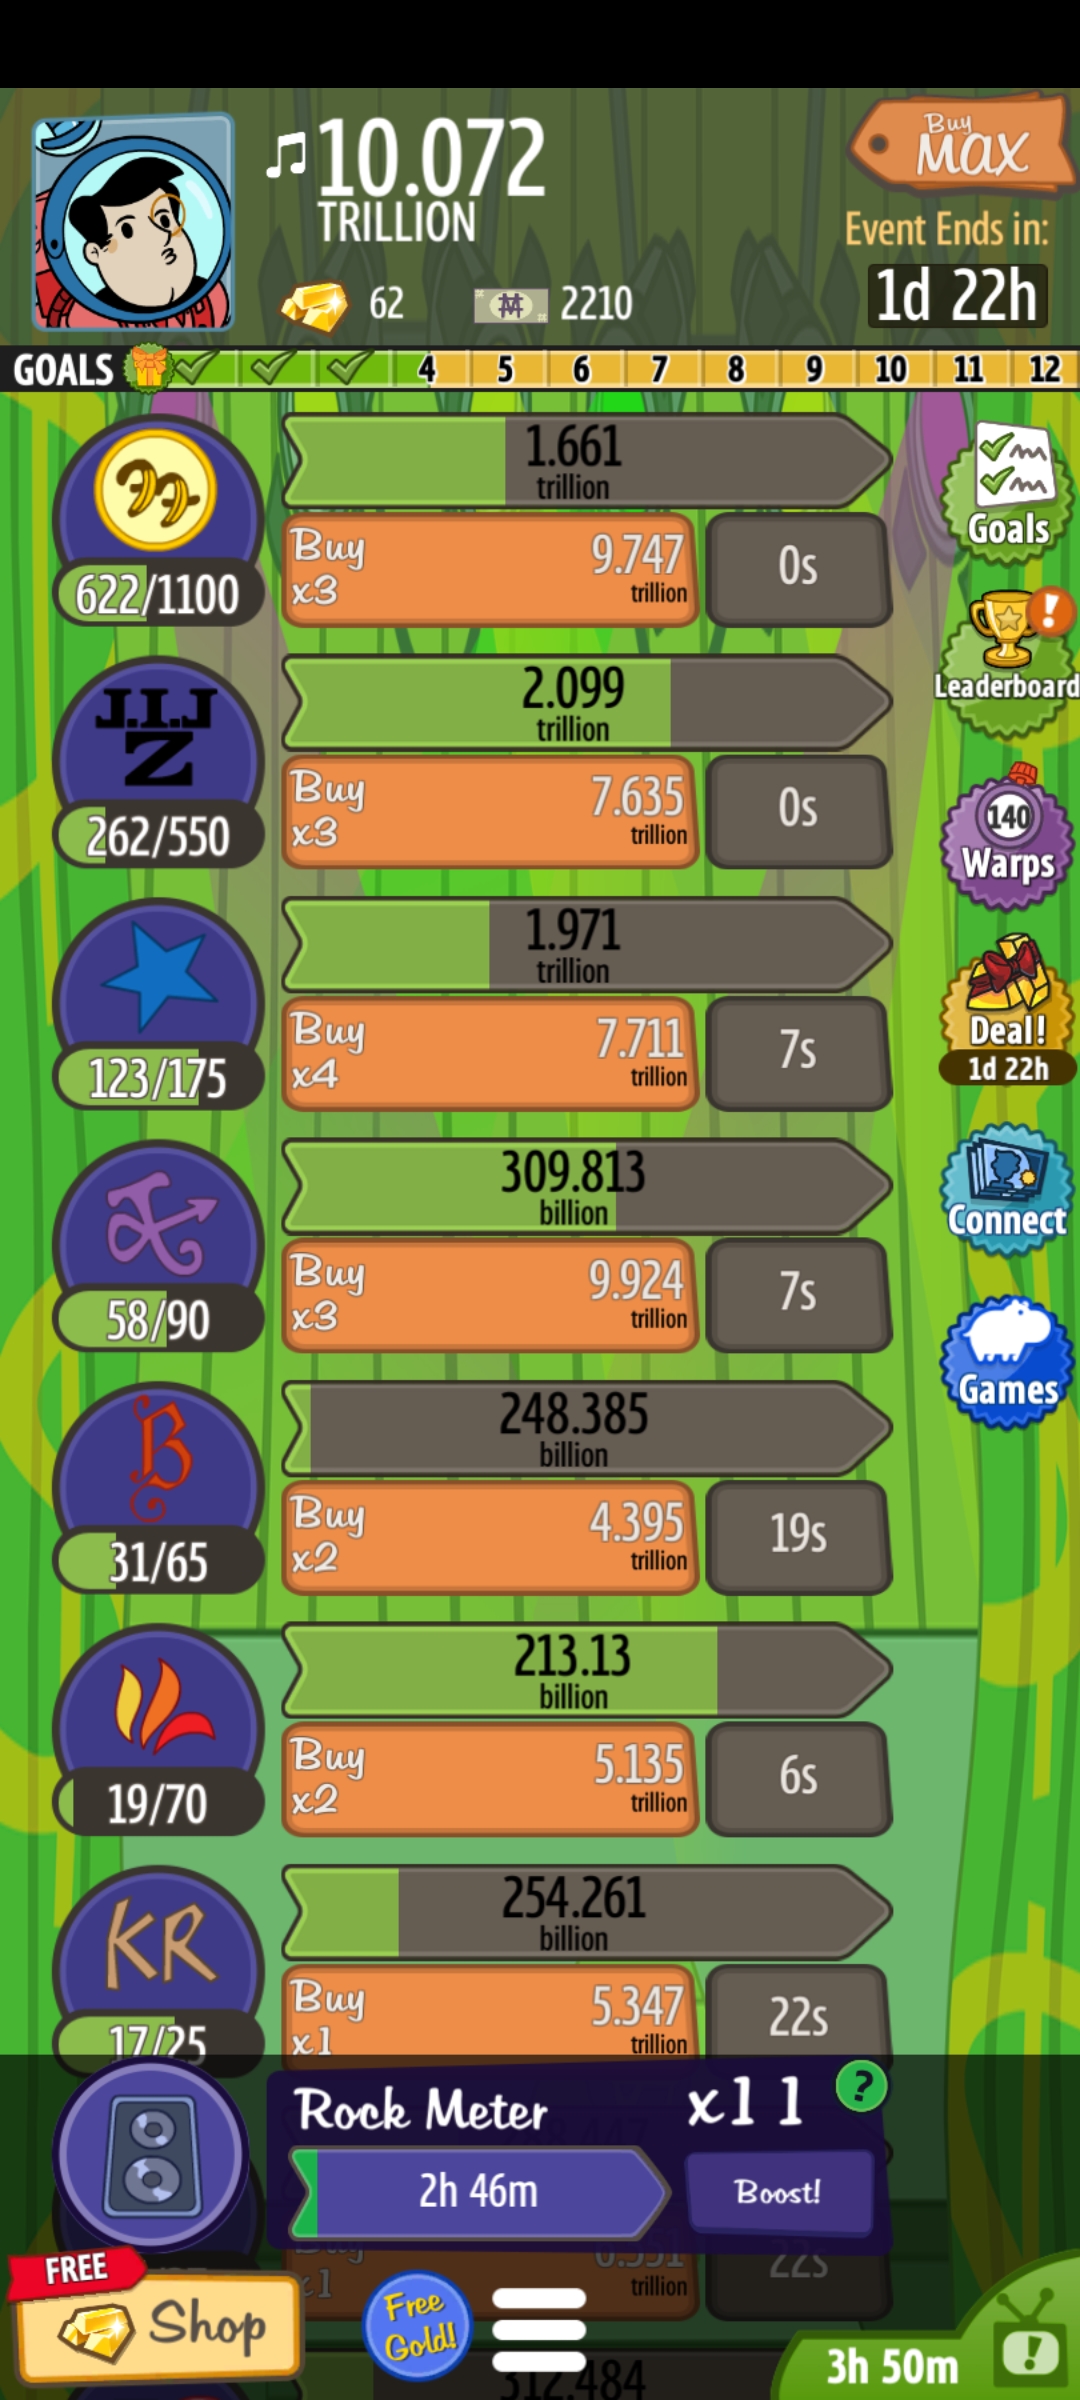 10.072
TRILLION
Buy
MAX
Event Ends in:
1d 22h
62
2210
GOALS 4 5 6 7 8 9 10 11 12
1.661
trillion
Buy
x3
9.747
trillion
0s
622/1100
Goals
J.I.J
Z
2.099
trillion
Buy
x3
7.635
trillion
0s
262/550
Leaderboard
140
Warps
1.971
trillion
Buy
x4
7.711
trillion
7s
123/175
Deal!
1d 22h
309.813
billion
Buy
x3
9.924
trillion
7s
58/90
Connect
Games
B
248.385
billion
Buy
x2
4.395
trillion
19s
31/65
213.13
billion
Buy
x2
5.135
trillion
6s
19/70
KR
254.261
billion
Buy
x1
5.347
trillion
22s
17/25
Rock Meter
x11
?
2h 46m
Boost!
Buy
x1
trillion
22s
FREE
Shop
Free
Gold!
312.484
3h 50m